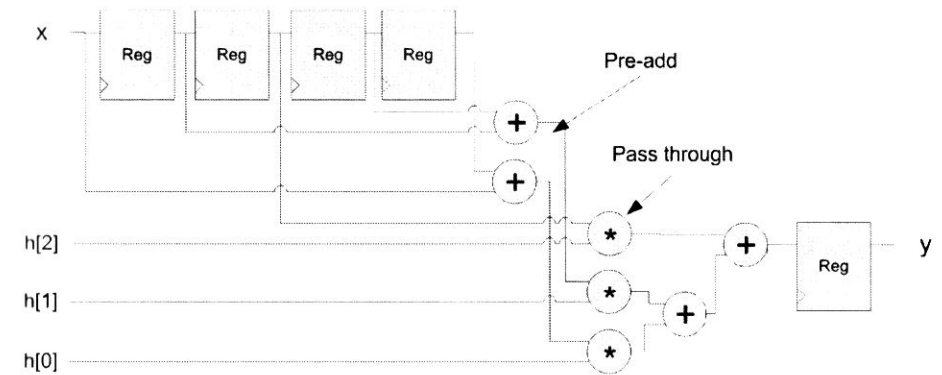 x
Reg Reg Reg Reg
Pre-add
+
Pass through
+
h[2]
*
+
Reg
y
h[1]
*
+
h[0]
*